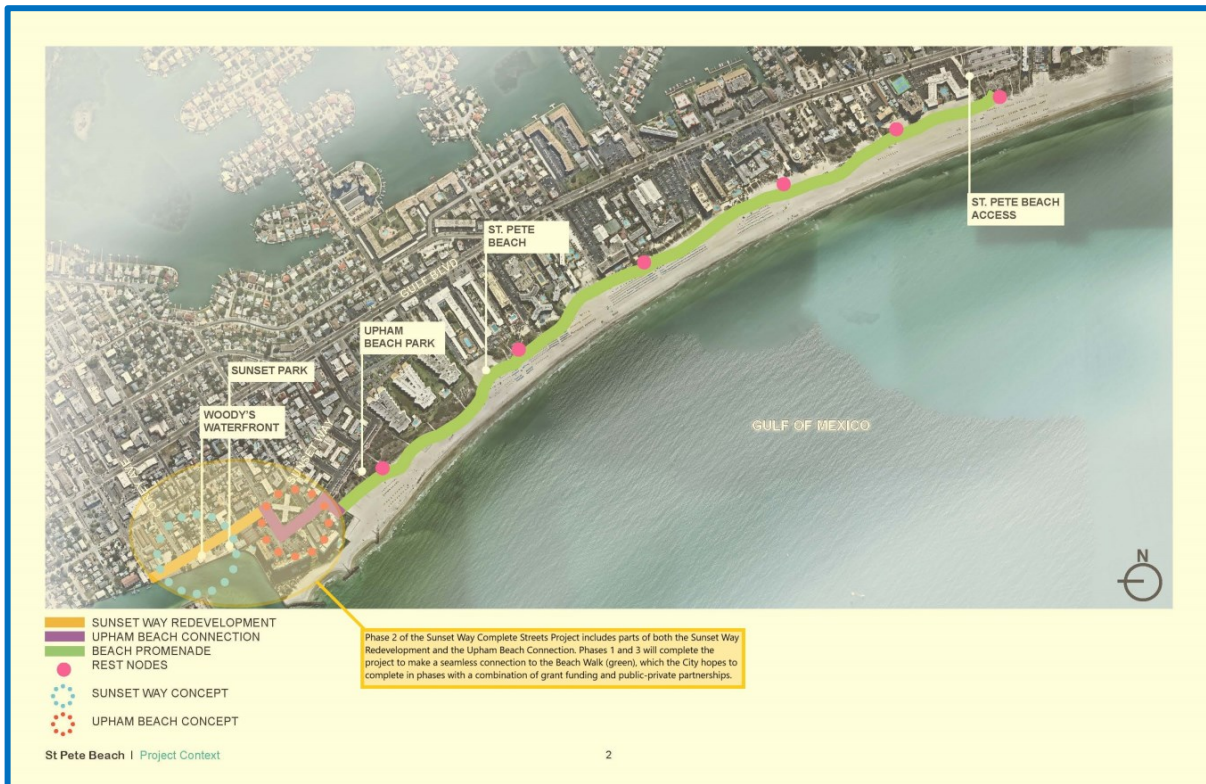 ST. PETE BEACH
ACCESS
ST. PETE
BEACH
GULF BLVD
UPHAM
BEACH PARK
SUNSET PARK
WOODY'S
WATERFRONT
GULF OF MEXICO
N
SUNSET WAY REDEVELOPMENT
UPHAM BEACH CONNECTION
BEACH PROMENADE
REST NODES
SUNSET WAY CONCEPT
UPHAM BEACH CONCEPT
Phase 2 of the Sunset Way Complete Streets Project includes parts of both the Sunset Way
Redevelopment and the Upham Beach Connection. Phases 1 and 3 will complete the
project to make a seamless connection to the Beach Walk (green), which the City hopes to
complete in phases with a combination of grant funding and public-private partnerships.
St Pete Beach | Project Context
2